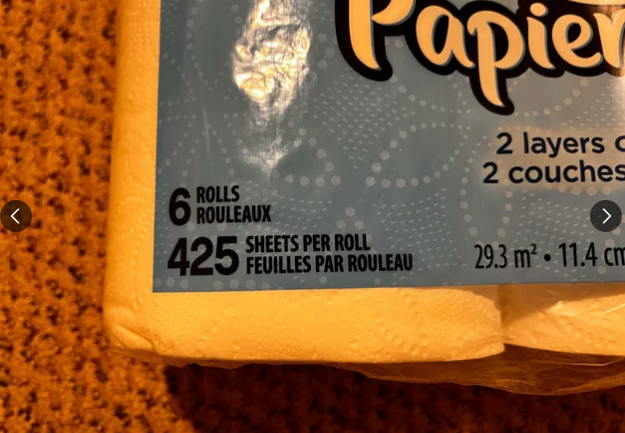 Papier
2 layers
2 couches
6 ROLLS
ROULEAUX
425 SHEETS PER ROLL
FEUILLES PAR ROULEAU
29.3 m² • 11.4 cm